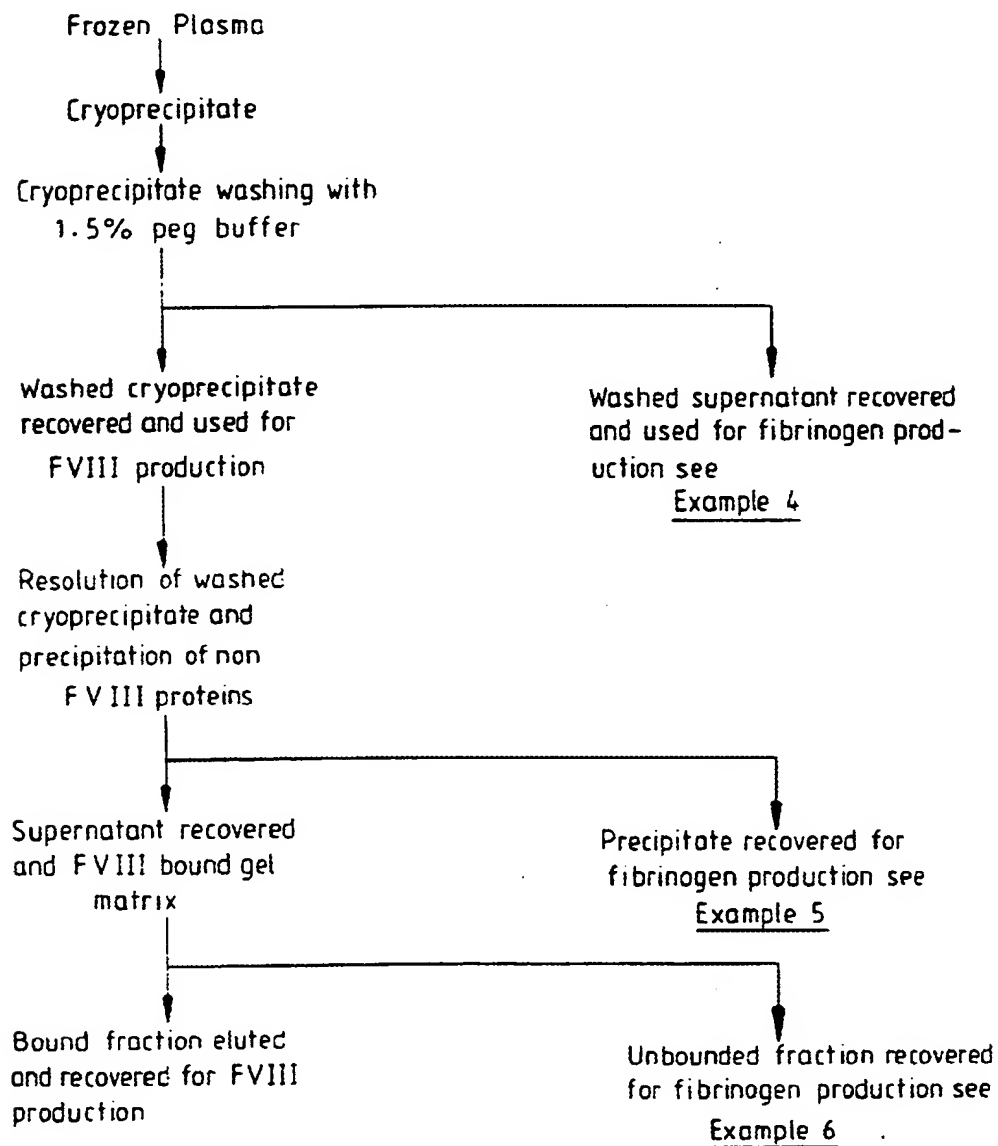 Frozen Plasma
Cryoprecipitate
Cryoprecipitate washing with
1.5% peg buffer
Washed cryoprecipitate
recovered and used for
FVIII production
Washed supernatant recovered
and used for fibrinogen prod-
uction see
Example 4
Resolution of washed
cryoprecipitate and
precipitation of non
FVIII proteins
Supernatant recovered
and FVIII bound gel
matrix
Precipitate recovered for
fibrinogen production see
Example 5
Bound fraction eluted
and recovered for FVIII
production
Unbounded fraction recovered
for fibrinogen production see
Example 6